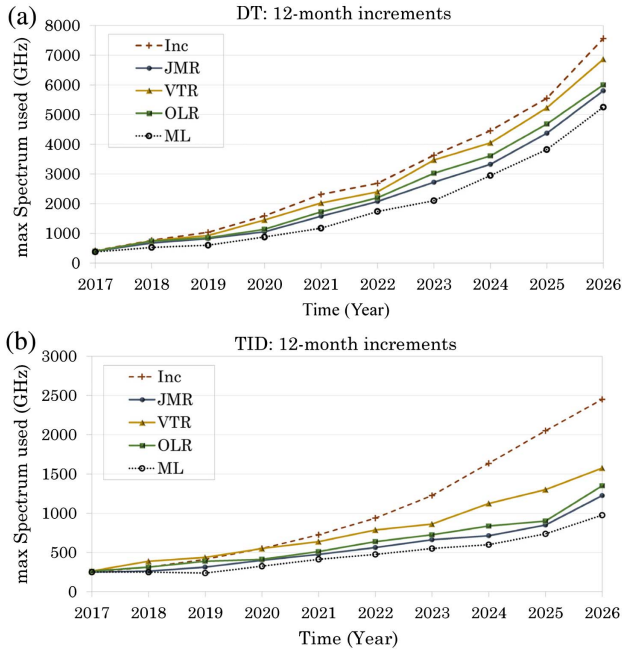 (a)
DT: 12-month increments
max Spectrum used (GHz)
8000
7000
6000
5000
4000
3000
2000
1000
0
Inc
JMR
VTR
OLR
ML
2017 2018 2019 2020 2021 2022 2023 2024 2025 2026
Time (Year)
(b)
TID: 12-month increments
max Spectrum used (GHz)
3000
2500
2000
1500
1000
500
0
Inc
JMR
VTR
OLR
ML
2017 2018 2019 2020 2021 2022 2023 2024 2025 2026
Time (Year)